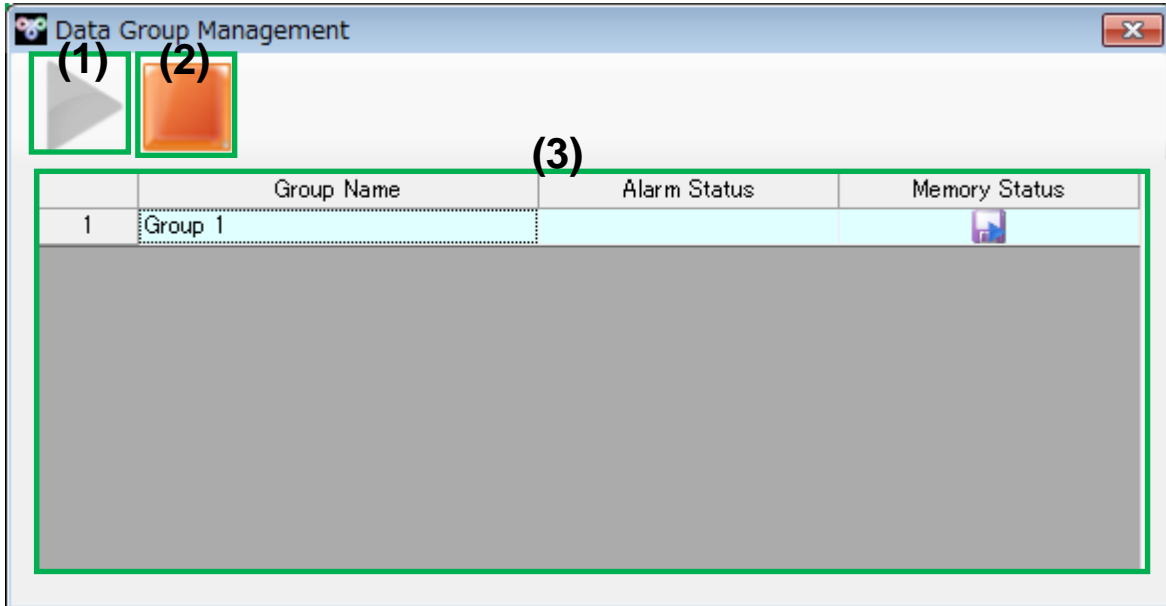 Data Group Management
(1) (2)
(3)
Group Name Alarm Status Memory Status
1 Group 1